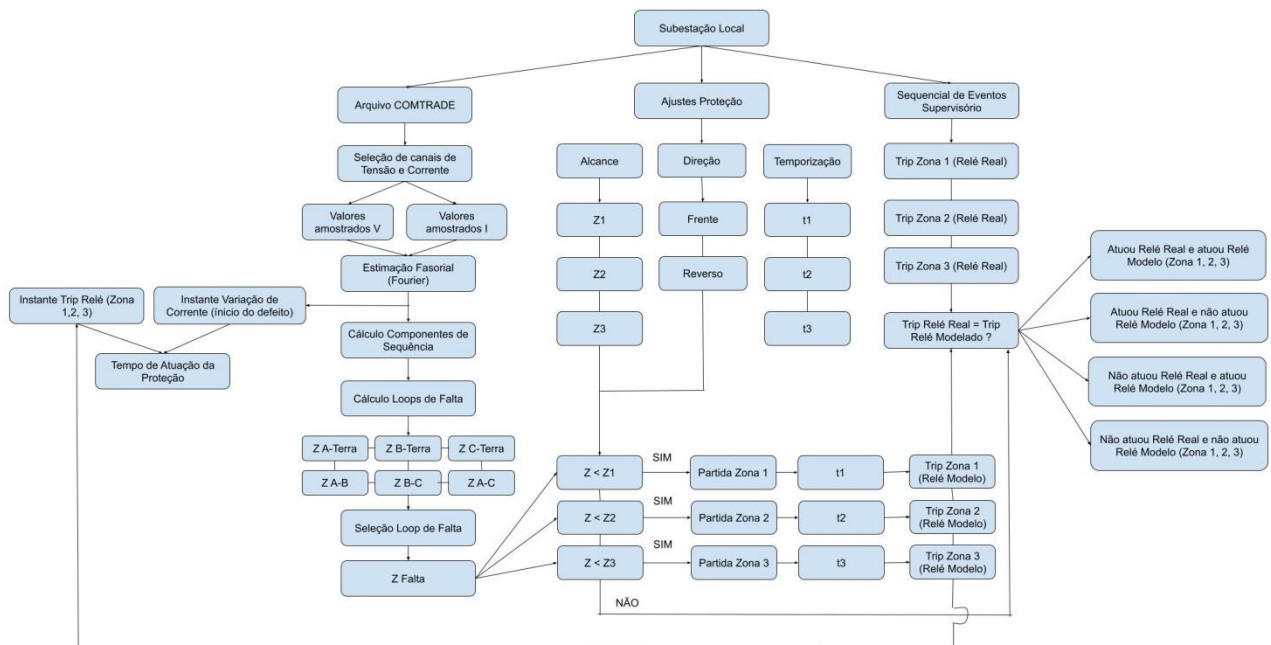 Subestação Local
Arquivo COMTRADE
Ajustes Proteção
Sequencial de Eventos
Supervisório
Seleção de canais de
Tensão e Corrente
Alcance
Direção
Temporização
Trip Zona 1 (Relé Real)
Valores
amostrados V
Valores
amostrados I
Z1
Frente
t1
Trip Zona 2 (Relé Real)
Estimação Fasorial
(Fourier)
Z2
Reverso
t2
Trip Zona 3 (Relé Real)
Atuou Relé Real e atuou Relé
Modelo (Zona 1, 2, 3)
Instante Trip Relé (Zona
1,2, 3)
Instante Variação de
Corrente (ínicio do defeito)
Cálculo Componentes de
Sequência
Z3
t3
Trip Relé Real = Trip
Relé Modelado ?
Atuou Relé Real e não atuou
Relé Modelo (Zona 1, 2, 3)
Tempo de Atuação da
Proteção
Não atuou Relé Real e atuou
Relé Modelo (Zona 1, 2, 3)
Cálculo Loops de Falta
Não atuou Relé Real e não atuou
Relé Modelo (Zona 1, 2, 3)
Z A-Terra
Z B-Terra
Z C-Terra
Z A-B
Z B-C
Z A-C
Z < Z1
SIM
Partida Zona 1
t1
Trip Zona 1
(Relé Modelo)
Seleção Loop de Falta
Z < Z2
SIM
Partida Zona 2
t2
Trip Zona 2
(Relé Modelo)
Z Falta
Z < Z3
SIM
Partida Zona 3
t3
Trip Zona 3
(Relé Modelo)
NÃO